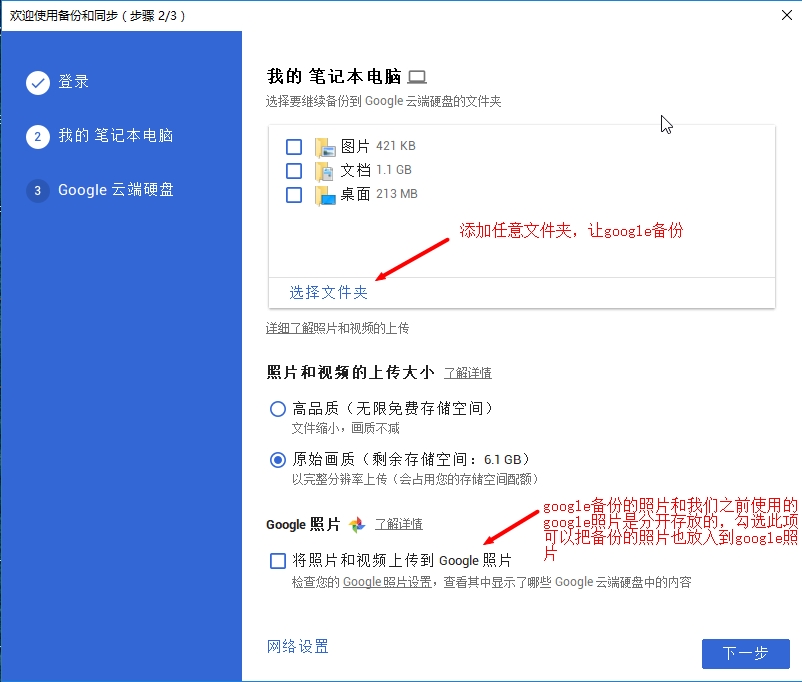 欢迎使用备份和同步（步骤 2/3）
登录
2 我的 笔记本电脑
3 Google 云端硬盘
我的 笔记本电脑
选择要继续备份到 Google 云端硬盘的文件夹
图片 421 KB
文档 1.1 GB
桌面 213 MB
添加任意文件夹，让google备份
选择文件夹
详细了解照片和视频的上传
照片和视频的上传大小 了解详情
高品质（无限免费存储空间）
文件缩小，画质不减
原始画质（剩余存储空间：6.1 GB）
以完整分辨率上传（会占用您的存储空间配额）
google备份的照片和我们之前使用的
google照片是分开存放的，勾选此项
可以把备份的照片也放入到google照
片
Google 照片 了解详情
将照片和视频上传到 Google 照片
检查您的 Google 照片设置，查看其中显示了哪些 Google 云端硬盘中的内容
网络设置
下一步